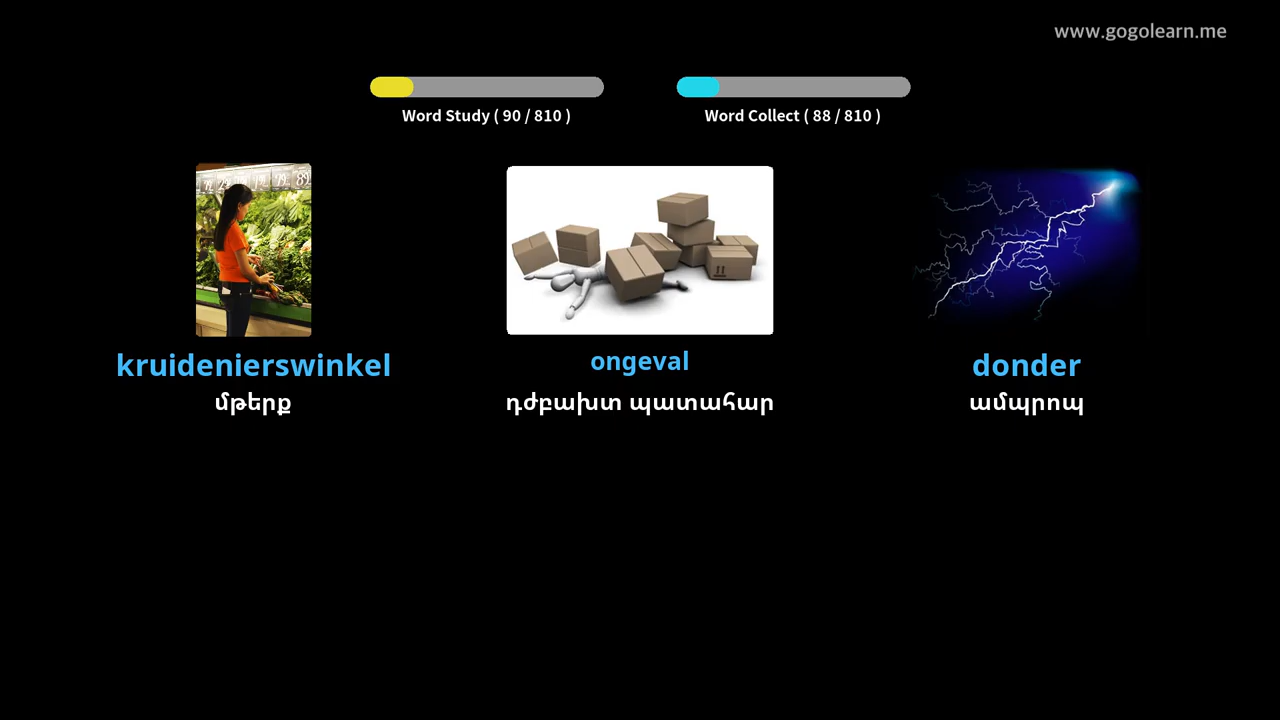 www.gogolearn.me
Word Study ( 90 / 810 )
Word Collect ( 88 / 810 )
kruidenierswinkel
ongeval
donder
մթերք
դժբախտ պատահար
ամպրոպ